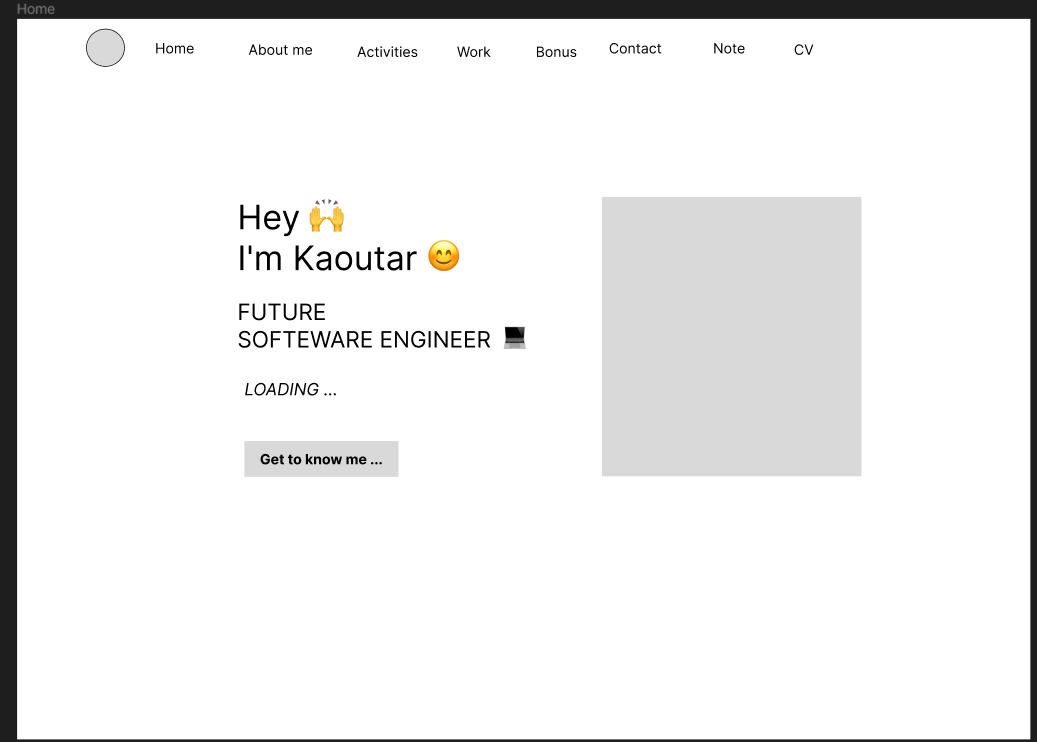 Home
Home About me Activities Work Bonus Contact Note CV
Hey 🙌
I'm Kaoutar 😊
FUTURE
SOFTEWARE ENGINEER 💻
LOADING ...
Get to know me ...